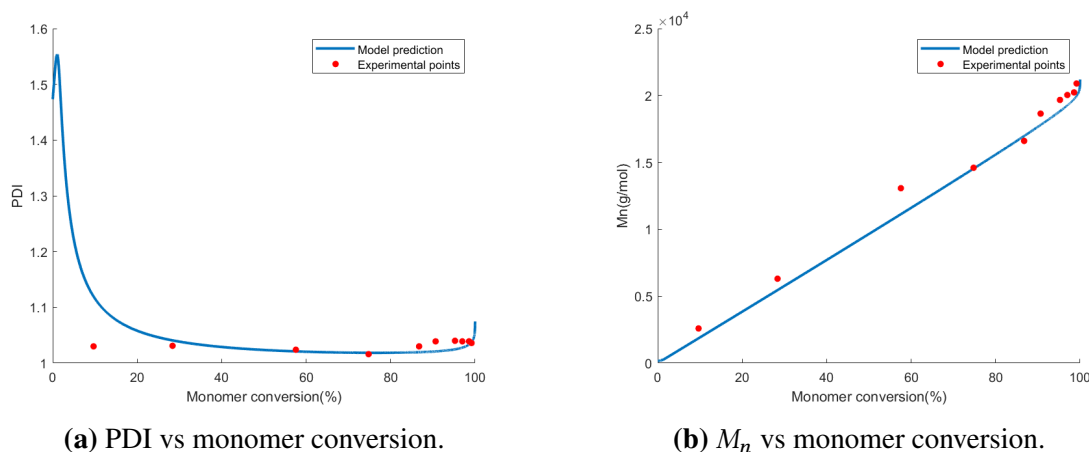 1.6
1.5
1.4
1.3
1.2
1.1
1
PDI
0 20 40 60 80 100
Monomer conversion(%)
Model prediction
Experimental points
(a) PDI vs monomer conversion.
×10⁴
2.5
2
1.5
1
0.5
0
Mn(g/mol)
0 20 40 60 80 100
Monomer conversion(%)
Model prediction
Experimental points
(b) Mₙ vs monomer conversion.